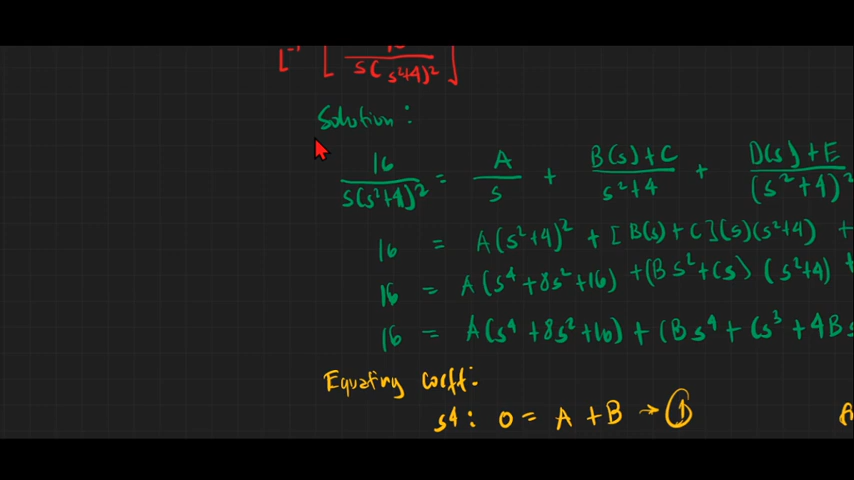 L⁻¹ [ 16 / s(s²+4)² ]
Solution:
16 / s(s²+4)² = A / s + B(s)+C / s²+4 + D(s)+E / (s²+4)²
16 = A(s²+4)² + [B(s)+C](s)(s²+4) +
16 = A(s⁴+8s²+16) + (Bs²+Cs) (s²+4) +
16 = A(s⁴+8s²+16) + (Bs⁴+Cs³+4Bs
Equating coeff:
s⁴: 0 = A + B → ①